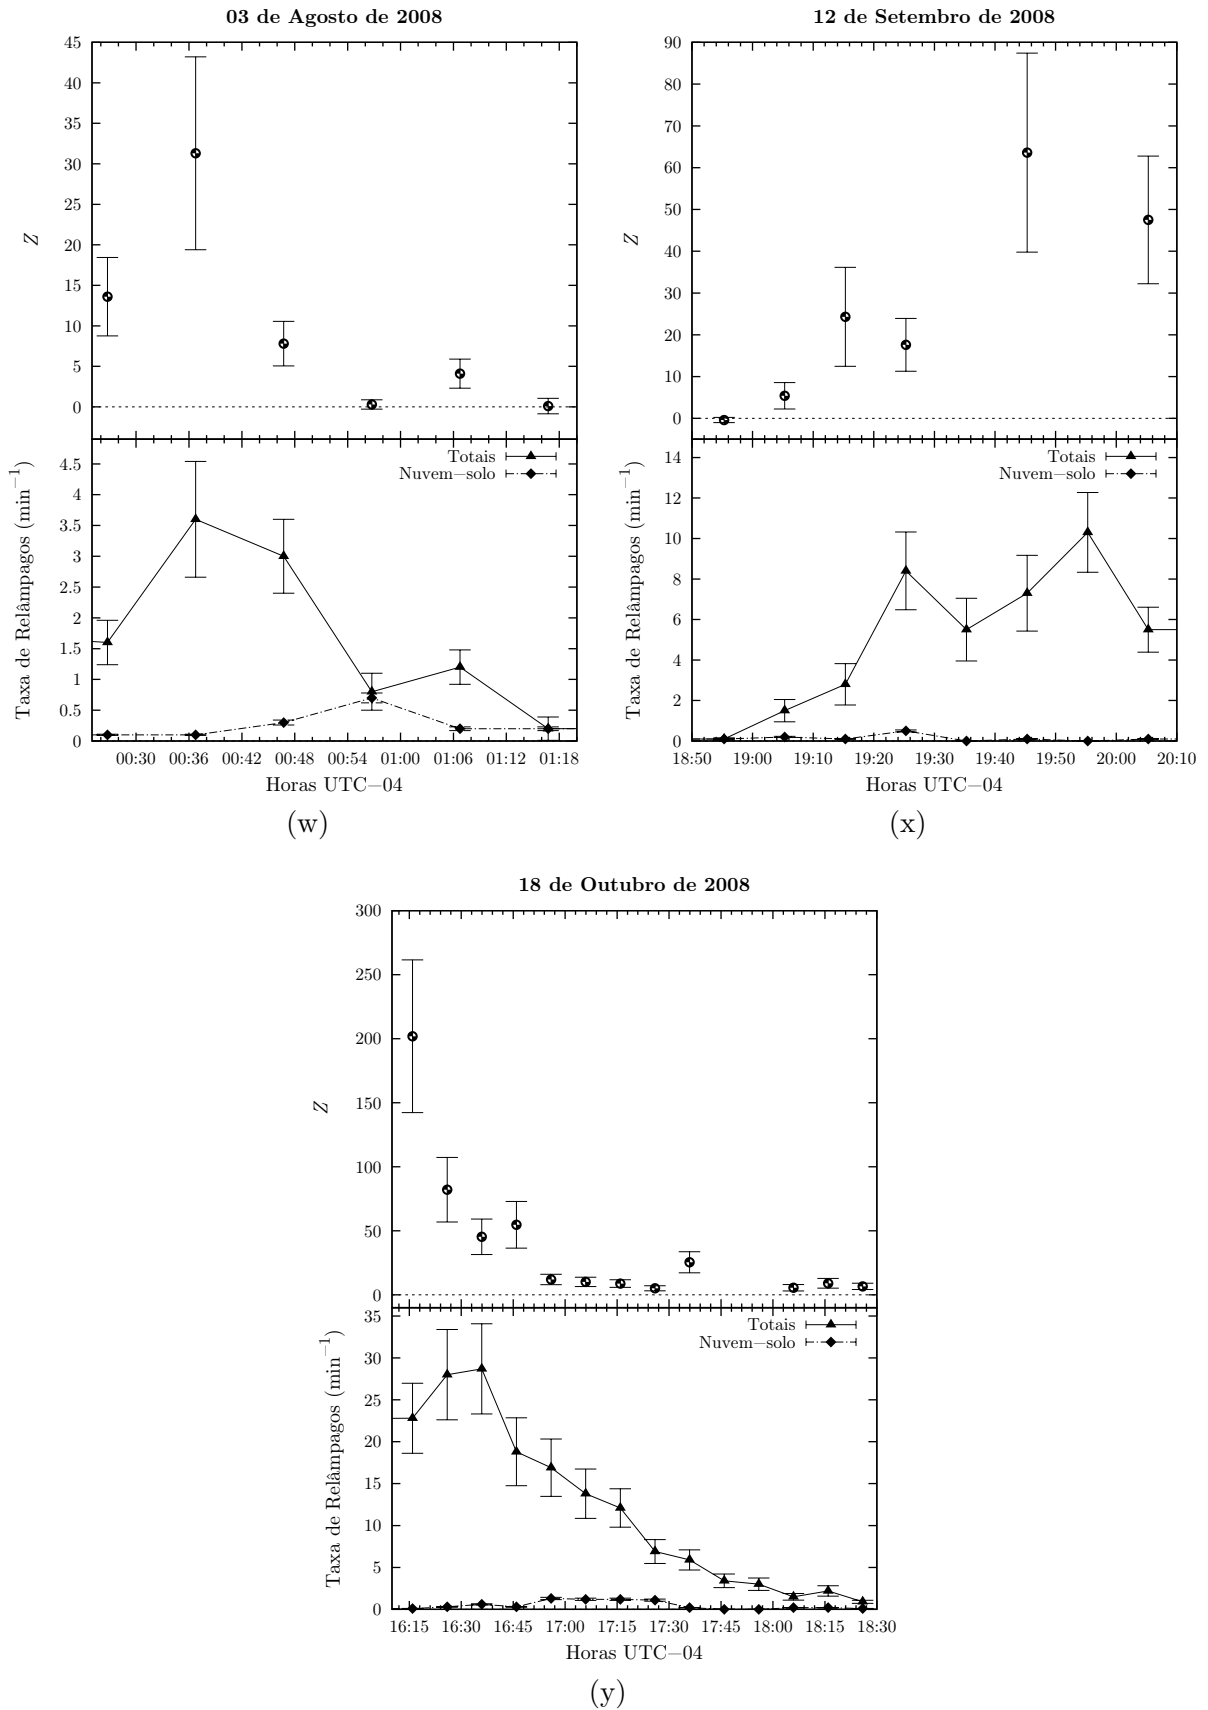 03 de Agosto de 2008
45
40
35
30
25
20
15
10
5
0
Z
4.5
4
3.5
3
2.5
2
1.5
1
0.5
0
Taxa de Relâmpagos (min⁻¹)
Totais
Nuvem−solo
00:30 00:36 00:42 00:48 00:54 01:00 01:06 01:12 01:18
Horas UTC−04
(w)
12 de Setembro de 2008
90
80
70
60
50
40
30
20
10
0
Z
14
12
10
8
6
4
2
0
Taxa de Relâmpagos (min⁻¹)
Totais
Nuvem−solo
18:50 19:00 19:10 19:20 19:30 19:40 19:50 20:00 20:10
Horas UTC−04
(x)
18 de Outubro de 2008
300
250
200
150
100
50
0
Z
35
30
25
20
15
10
5
0
Taxa de Relâmpagos (min⁻¹)
Totais
Nuvem−solo
16:15 16:30 16:45 17:00 17:15 17:30 17:45 18:00 18:15 18:30
Horas UTC−04
(y)